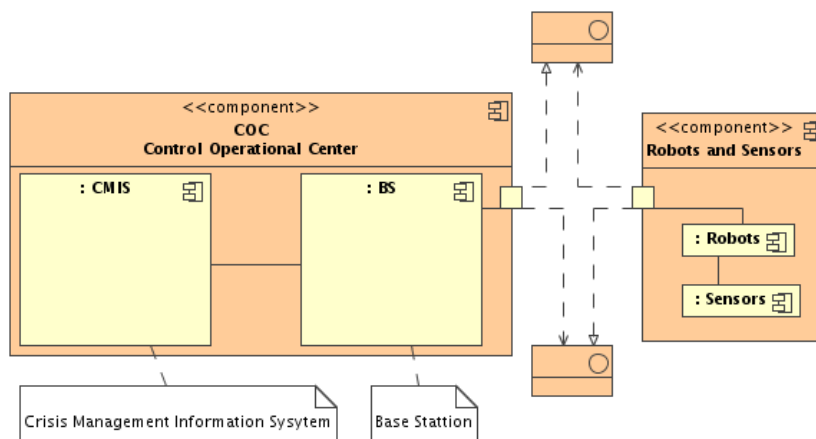 <<component>>
COC
Control Operational Center
: CMIS
: BS
<<component>>
Robots and Sensors
: Robots
: Sensors
Crisis Management Information Sysytem
Base Stattion